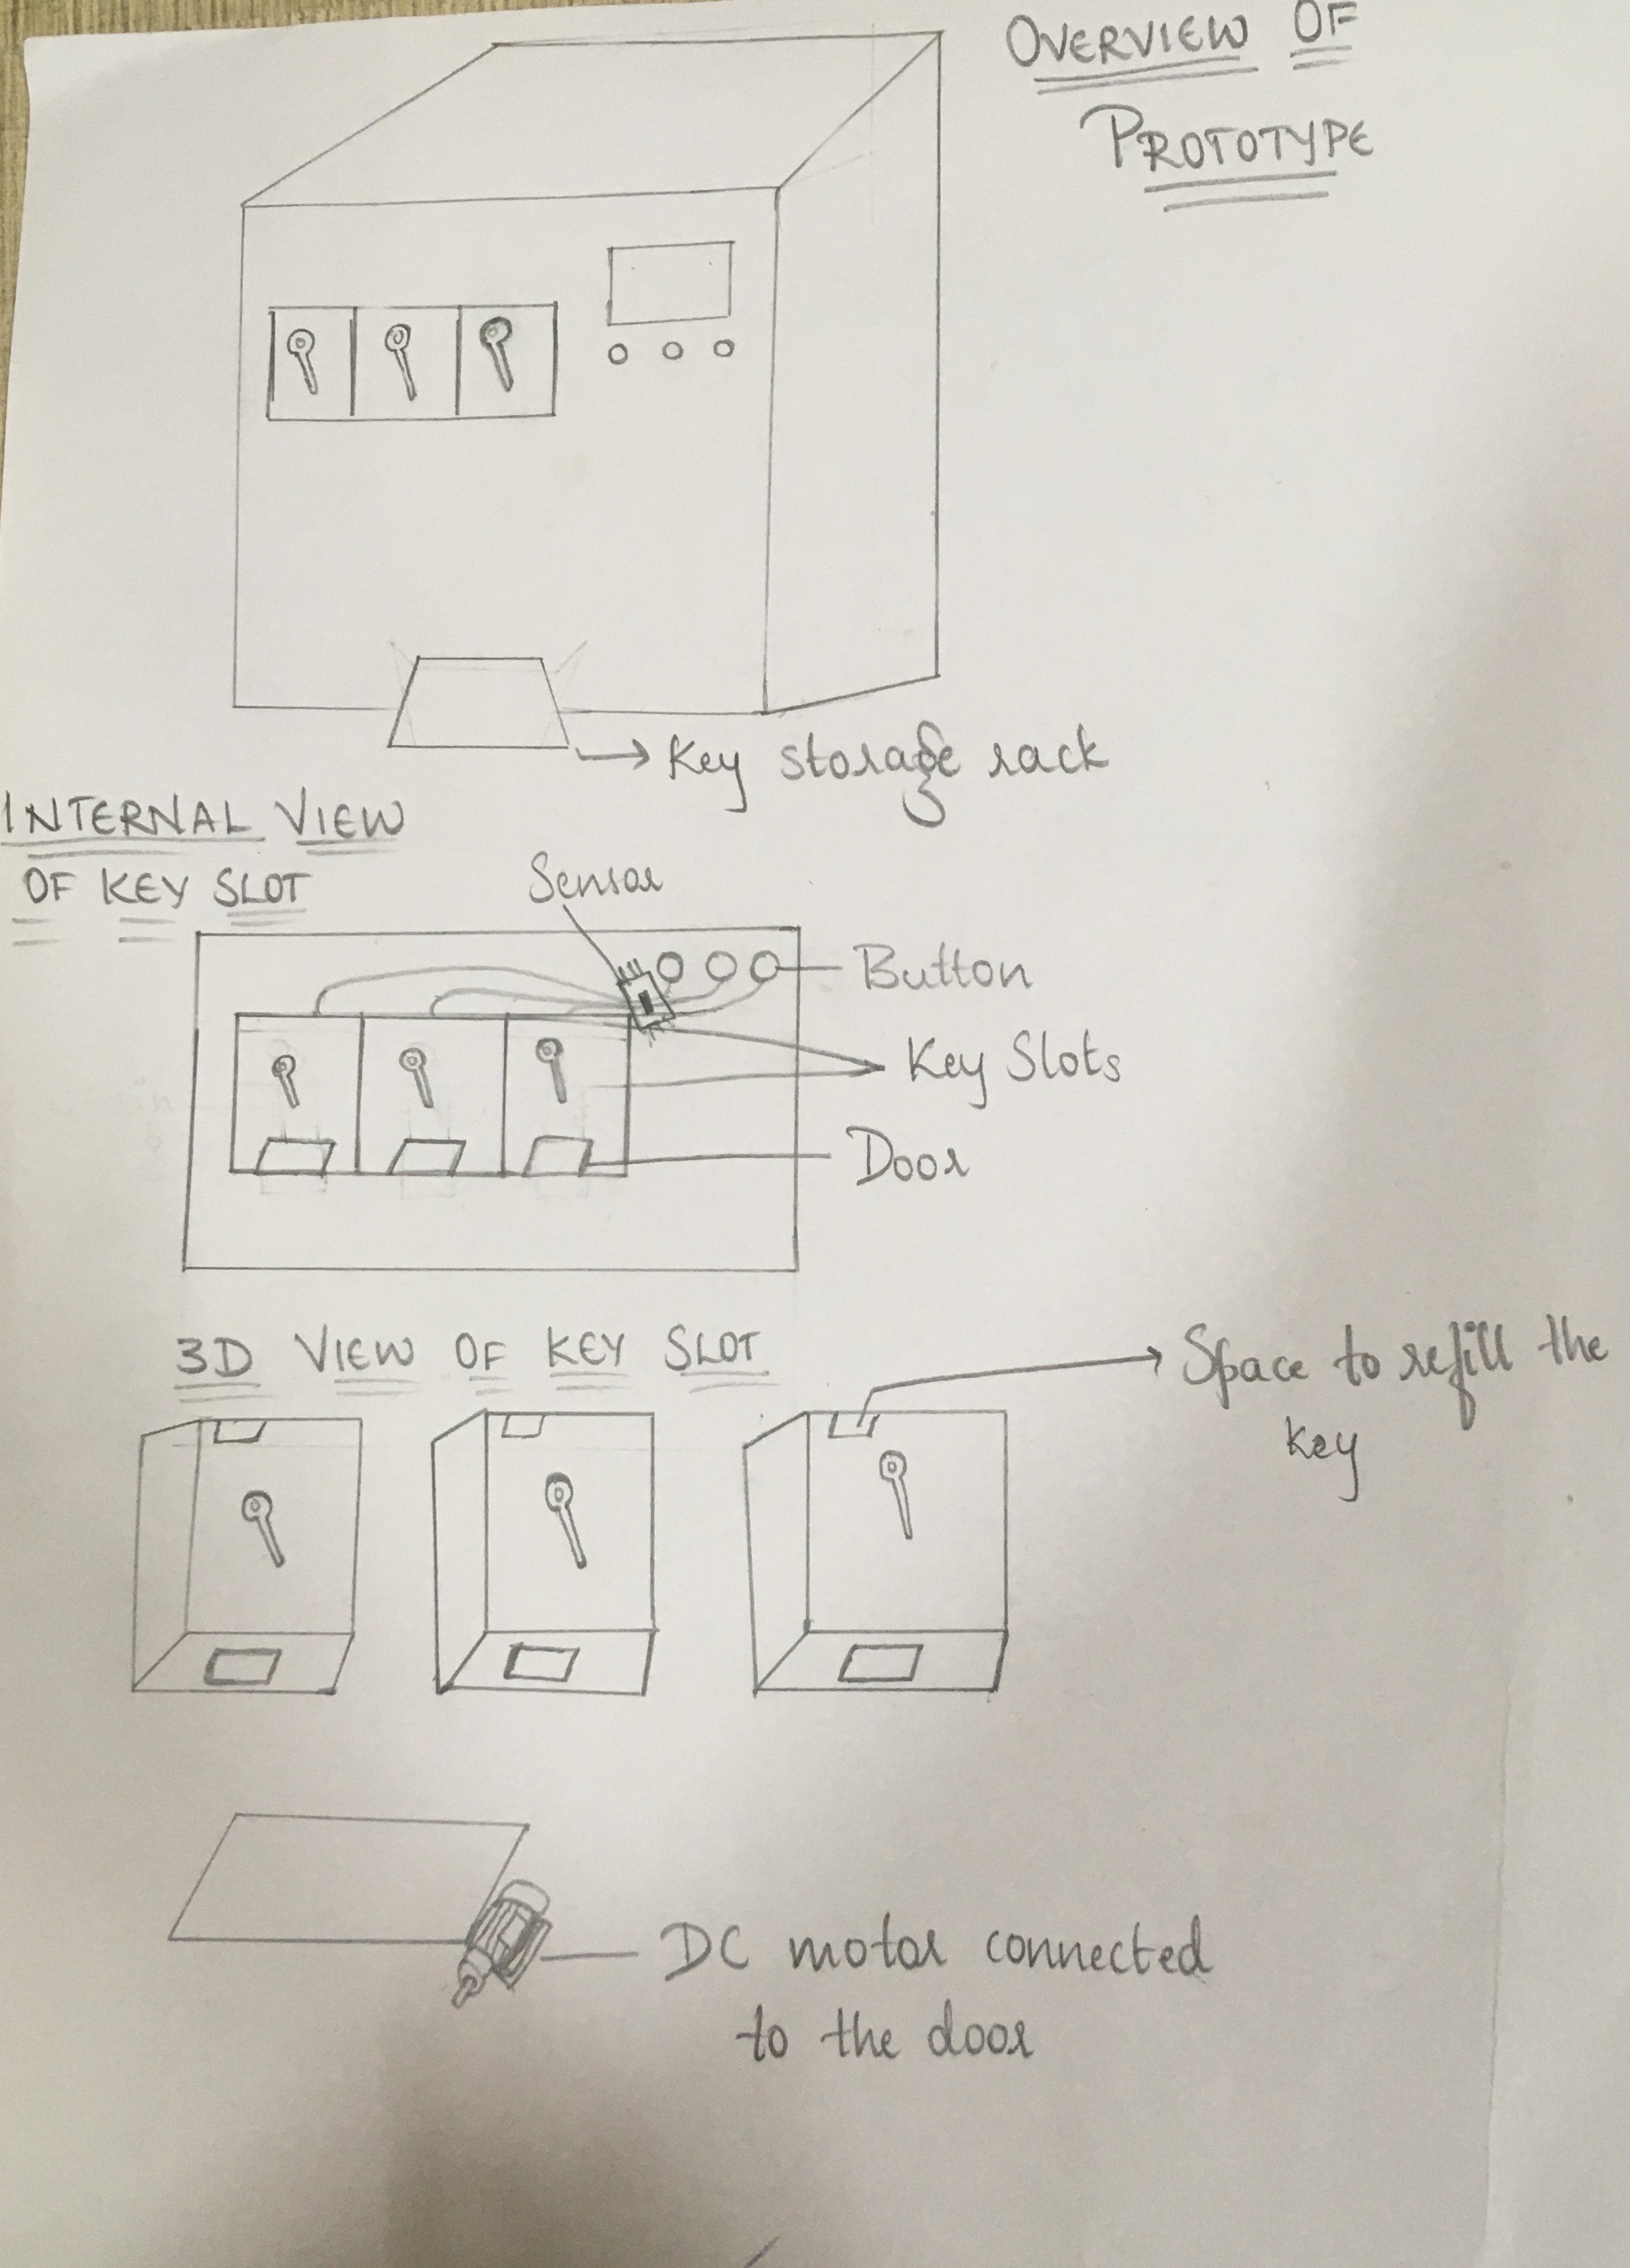 OVERVIEW OF
PROTOTYPE
Key storage rack
INTERNAL VIEW
OF KEY SLOT
Sensor
Button
Key Slots
Door
3D VIEW OF KEY SLOT
Space to refill the
key
DC motor connected
to the door